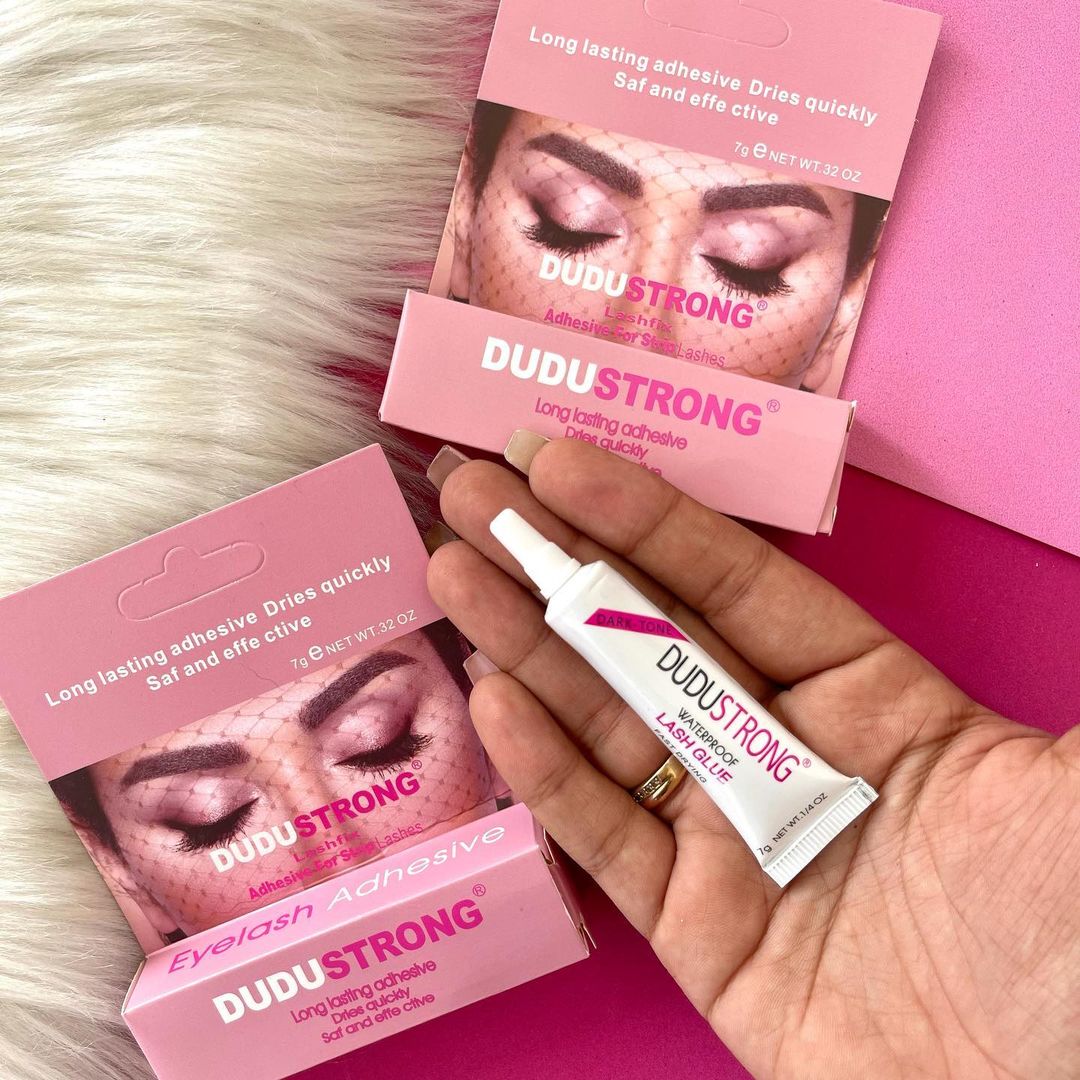 Long lasting adhesive Dries quickly
Saf and effe ctive
7g e NET WT.32 OZ
DUDUSTRONG®
Lashfix
Adhesive For Strip Lashes
DUDUSTRONG®
Long lasting adhesive
Dries quickly
Long lasting adhesive Dries quickly
Saf and effe ctive
7g e NET WT.32 OZ
DUDUSTRONG®
Lashfix
Adhesive For Strip Lashes
Eyelash Adhesive
DUDUSTRONG®
Long lasting adhesive
Dries quickly
Saf and effe ctive
DARK-TONE
DUDUSTRONG®
WATERPROOF
LASH GLUE
FAST DRYING
7g NET WT.1/4 OZ